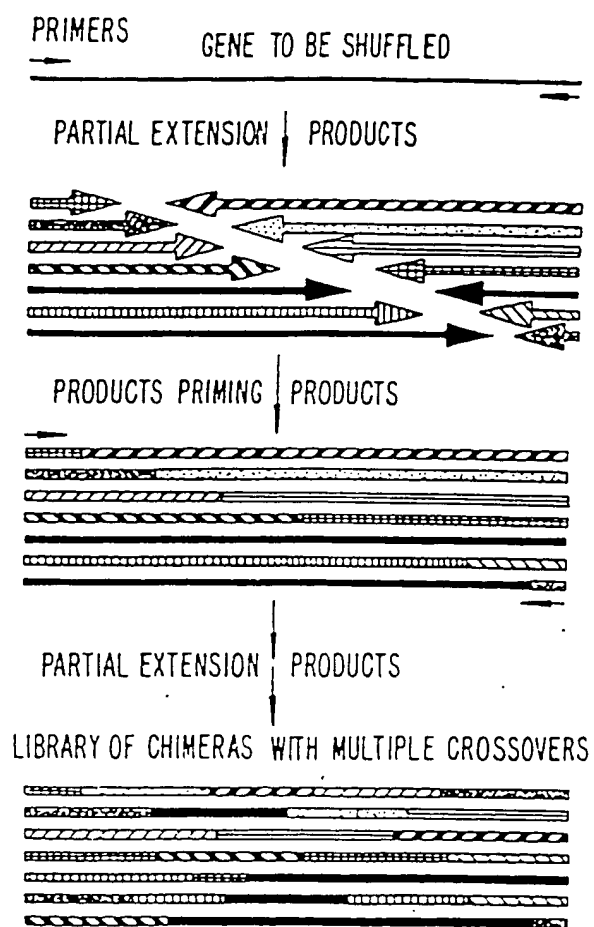 PRIMERS
GENE TO BE SHUFFLED
PARTIAL EXTENSION PRODUCTS
PRODUCTS PRIMING PRODUCTS
PARTIAL EXTENSION PRODUCTS
LIBRARY OF CHIMERAS WITH MULTIPLE CROSSOVERS